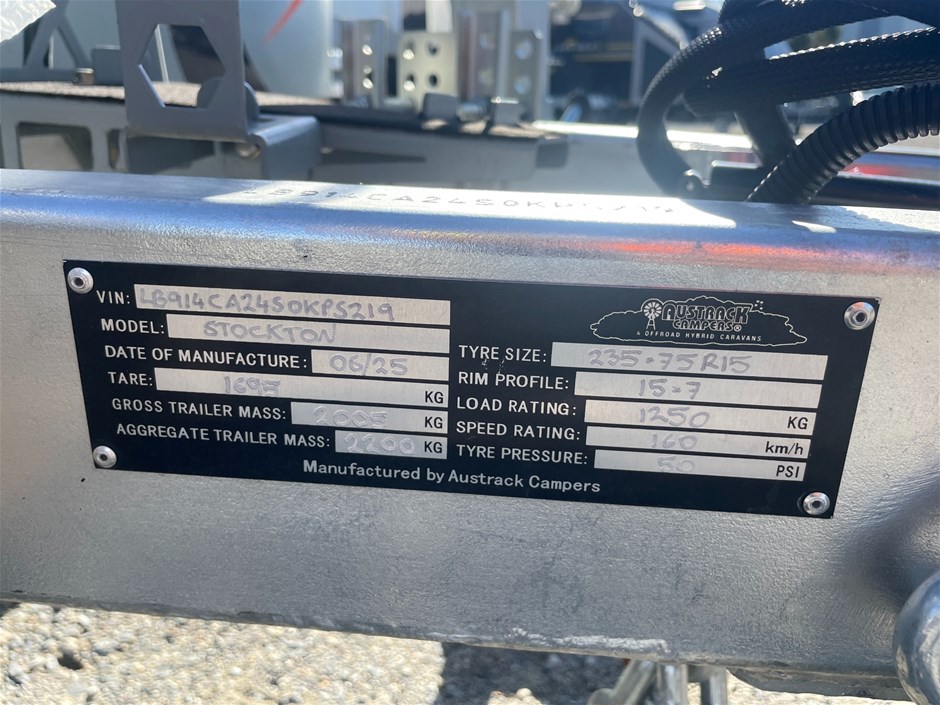 VIN: LB914CA24S0KPS219
MODEL: STOCKTON
DATE OF MANUFACTURE: 06/25
TARE: 1695 KG
GROSS TRAILER MASS: 2005 KG
AGGREGATE TRAILER MASS: 2200 KG
AUSTRACK
CAMPERS
& OFFROAD HYBRID CARAVANS
TYRE SIZE: 235-75R15
RIM PROFILE: 15-7
LOAD RATING: 1250 KG
SPEED RATING: 160 km/h
TYRE PRESSURE: 50 PSI
Manufactured by Austrack Campers